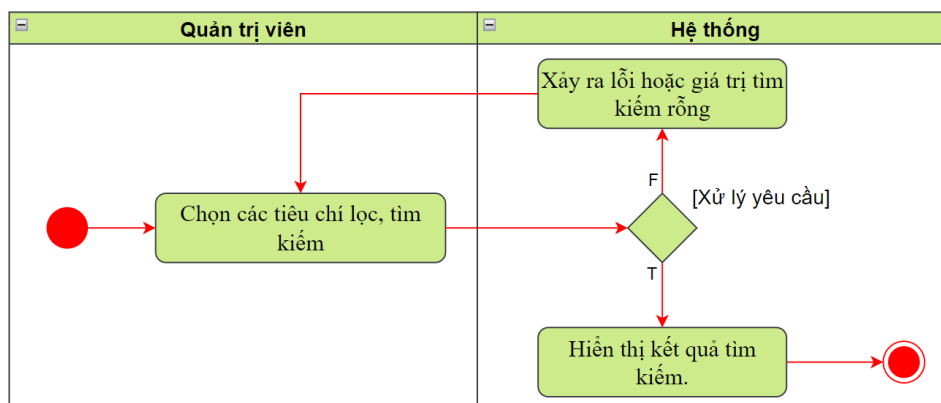 Quản trị viên
Hệ thống
Xảy ra lỗi hoặc giá trị tìm
kiếm rỗng
F
[Xử lý yêu cầu]
Chọn các tiêu chí lọc, tìm
kiếm
T
Hiển thị kết quả tìm
kiếm.